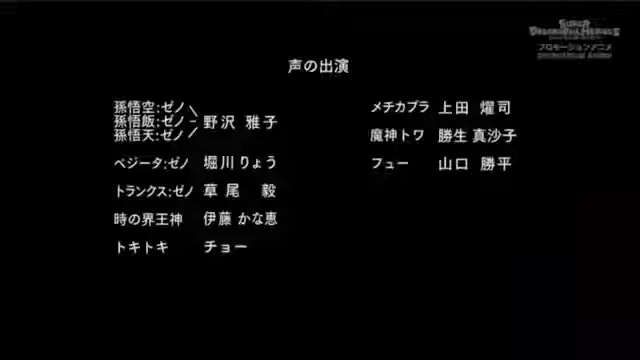 SUPER
DRAGONBALL HEROES
プロモーションアニメ
声の出演
孫悟空:ゼノ
孫悟飯:ゼノ 野沢 雅子
孫悟天:ゼノ
ベジータ:ゼノ 堀川 りょう
トランクス:ゼノ 草尾 毅
時の界王神 伊藤 かな恵
トキトキ チョー
メチカブラ 上田 燿司
魔神トワ 勝生 真沙子
フュー 山口 勝平